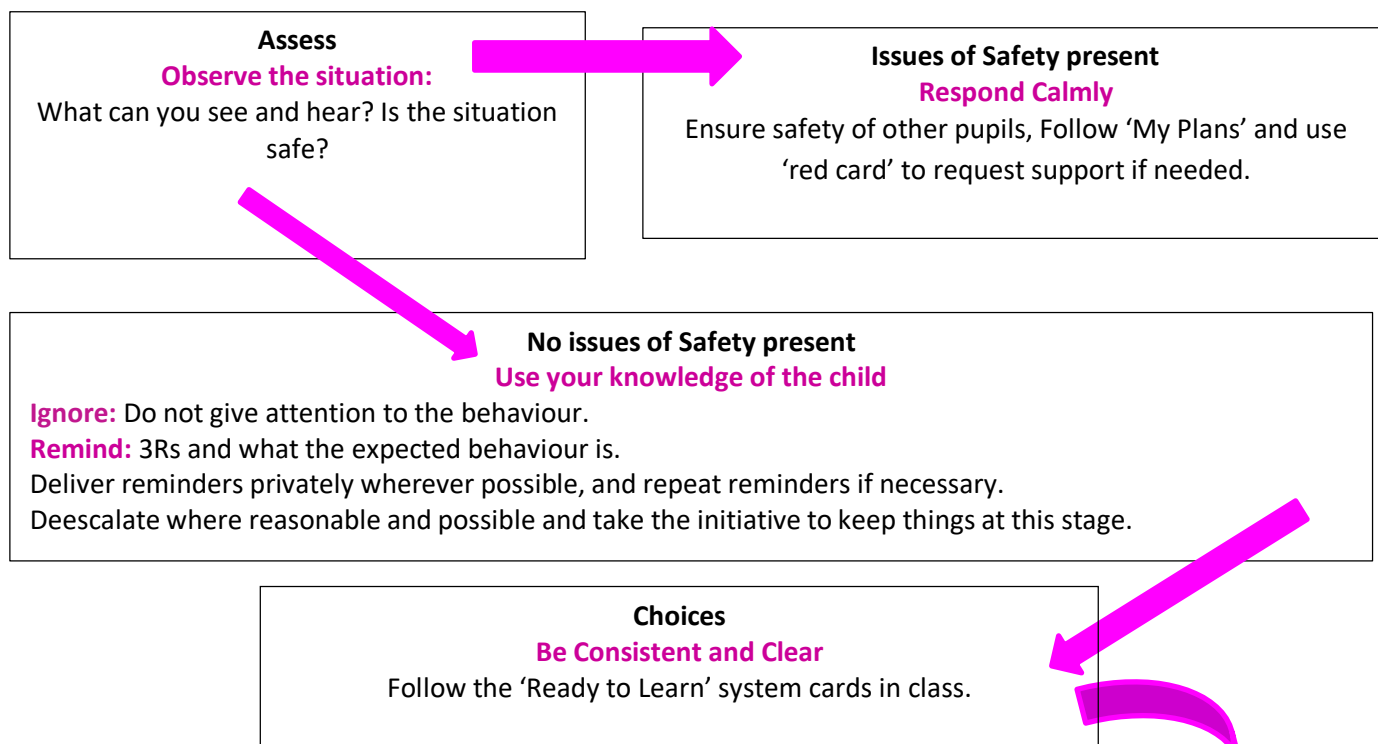 Assess
Observe the situation:
What can you see and hear? Is the situation
safe?
Issues of Safety present
Respond Calmly
Ensure safety of other pupils, Follow ‘My Plans’ and use
‘red card’ to request support if needed.
No issues of Safety present
Use your knowledge of the child
Ignore: Do not give attention to the behaviour.
Remind: 3Rs and what the expected behaviour is.
Deliver reminders privately wherever possible, and repeat reminders if necessary.
Deescalate where reasonable and possible and take the initiative to keep things at this stage.
Choices
Be Consistent and Clear
Follow the ‘Ready to Learn’ system cards in class.